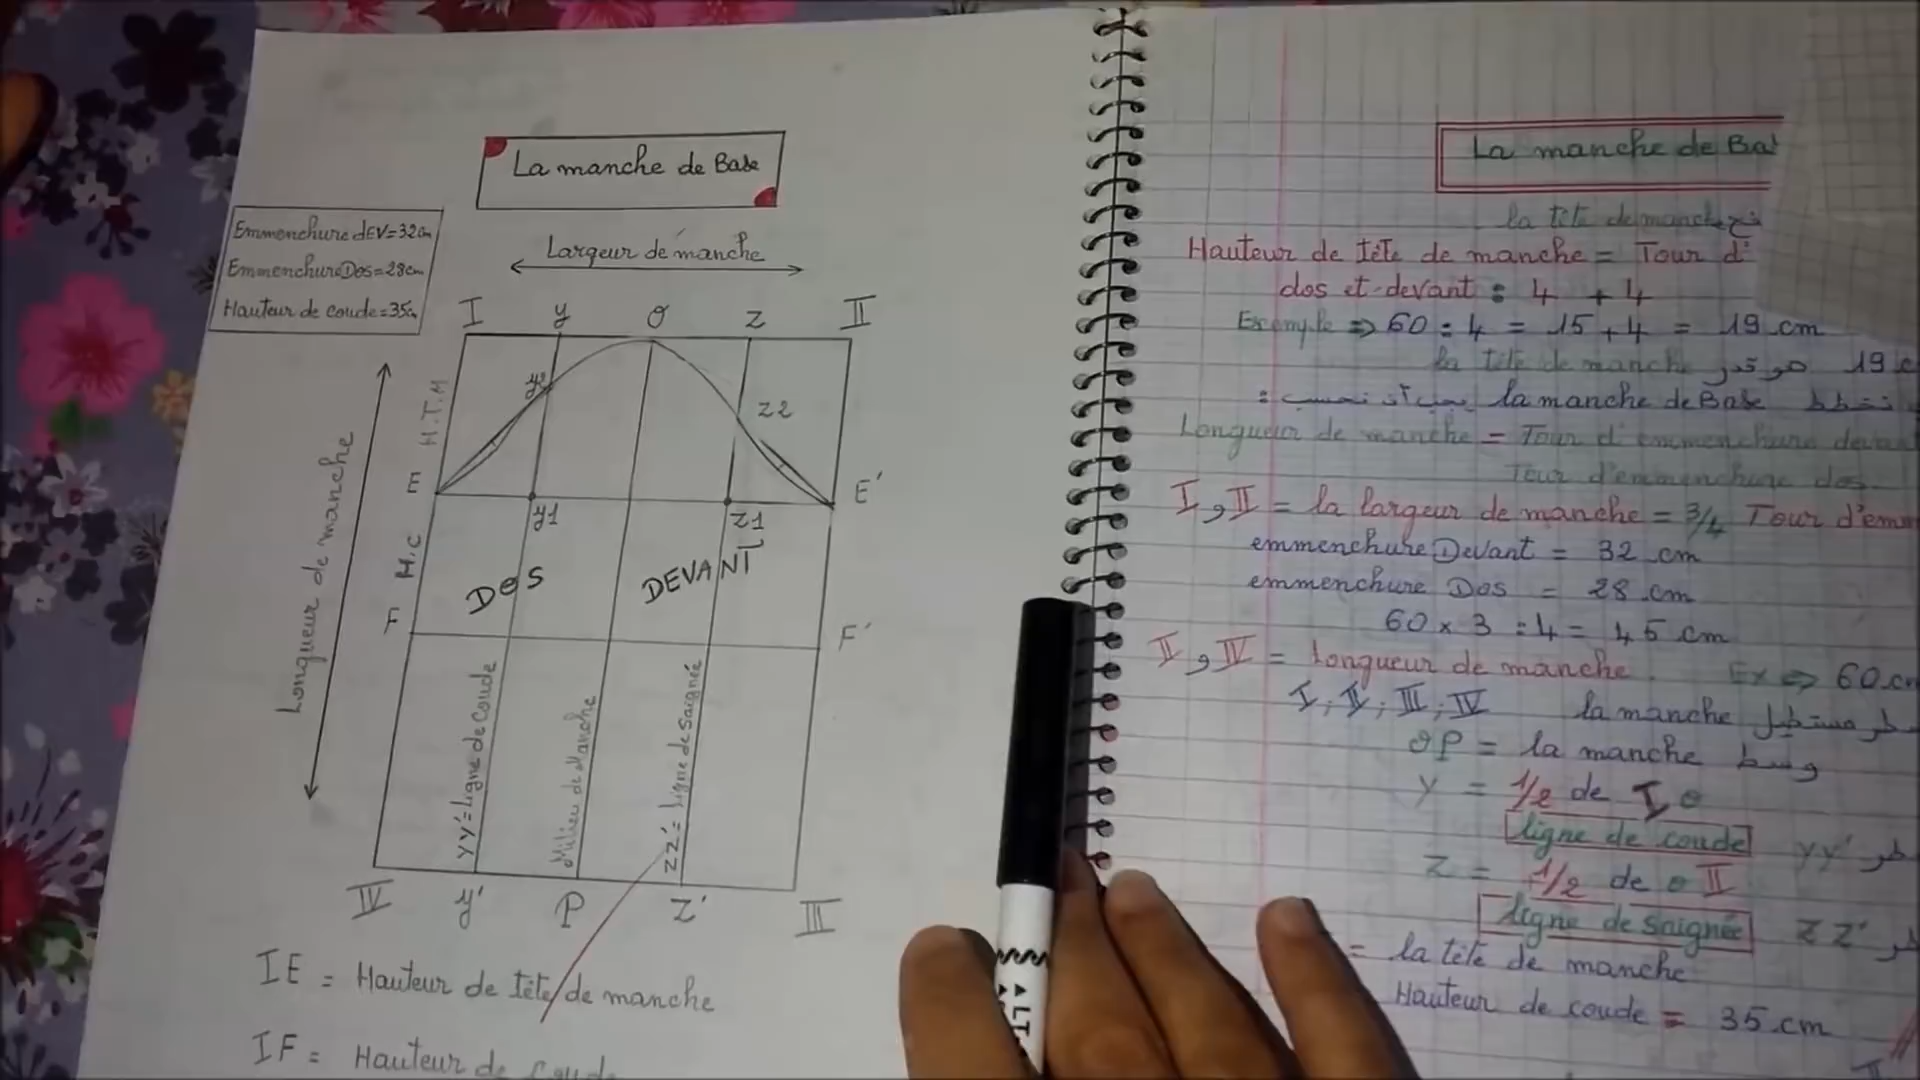 La manche de Base
Emmenchure dEV=32cm
Emmenchure Dos=28cm
Hauteur de coude=35cm
Largeur de manche
I y O Z II
y2
Z2
H.T.M
E E'
y1 Z1
Longueur de manche
H.C
DOS DEVANT
F F'
yy'=Ligne de Coude
Milieu de Manche
ZZ'= Ligne de Saignée
IV y' P Z' III
IE = Hauteur de tête de manche
IF = Hauteur de Coude
La manche de Ba
la tête de manche
Hauteur de tête de manche = Tour d'
dos et devant : 4 + 4
Exemple => 60 : 4 = 15 + 4 = 19 cm
la tête de manche 19 c
la manche de Base
Longueur de manche = Tour d'emmenchure devan
Tour d'emmenchure dos
I, II = la largeur de manche = 3/4 Tour d'emm
emmenchure Devant = 32 cm
emmenchure Dos = 28 cm
60 x 3 : 4 = 45 cm
II, IV = Longueur de manche. Ex => 60 cm
I, II, III, IV la manche
OP = la manche وسط
Y = 1/2 de I o
ligne de coude yy'
Z = 1/2 de o II
ligne de saignée ZZ'
= la tête de manche
Hauteur de coude = 35 cm